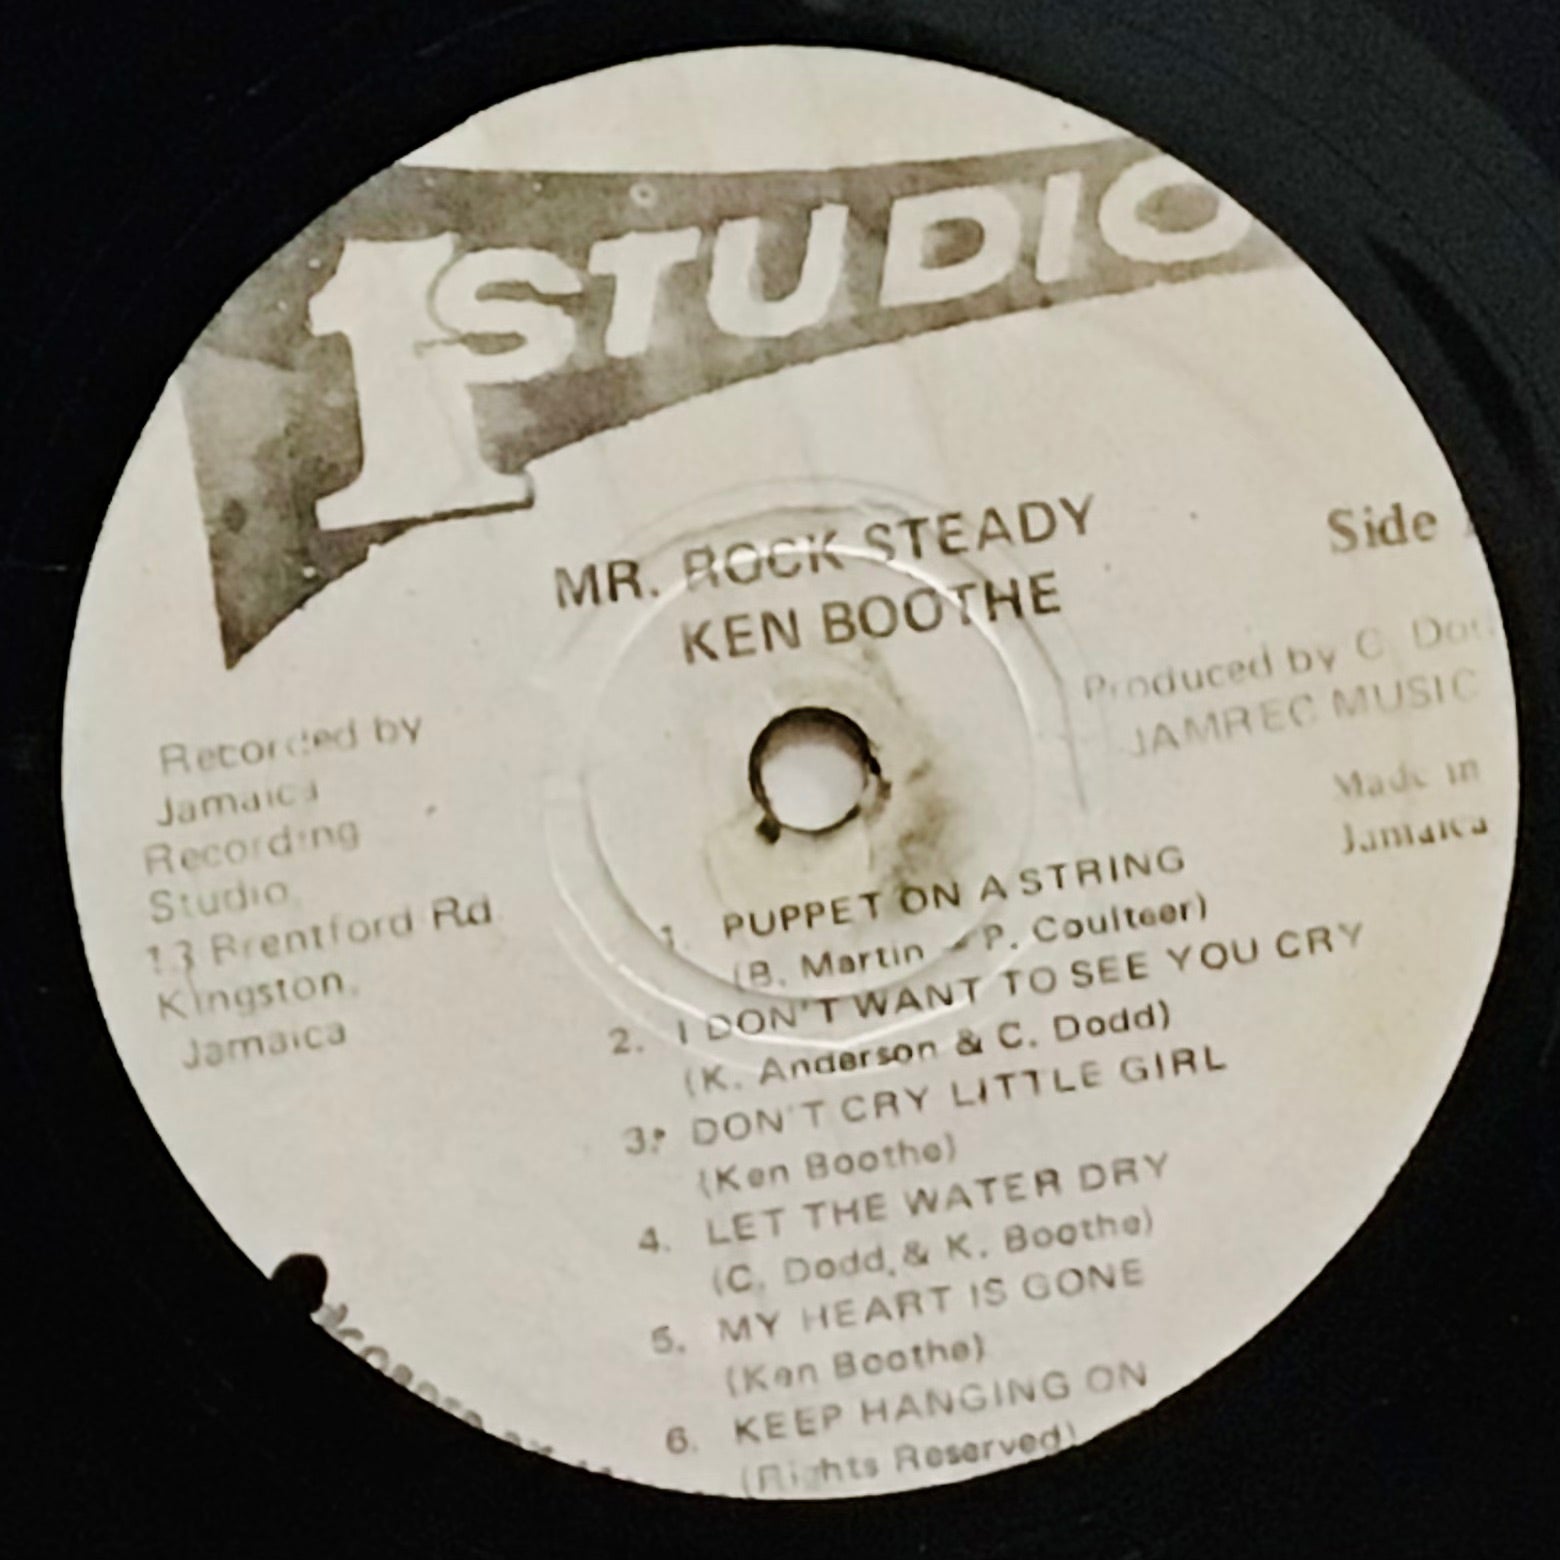 1 STUDIO
MR. ROCK STEADY
KEN BOOTHE
Side
Produced by C.
JAMREC MUSIC
Made in
Jamaica
Recorded by
Jamaica
Recording
Studio,
13 Brentford Rd
Kingston,
Jamaica
1. PUPPET ON A STRING
(B. Martin - P. Coulteer)
2. I DON'T WANT TO SEE YOU CRY
(K. Anderson & C. Dodd)
3. DON'T CRY LITTLE GIRL
(Ken Boothe)
4. LET THE WATER DRY
(C. Dodd, & K. Boothe)
5. MY HEART IS GONE
(Ken Boothe)
6. KEEP HANGING ON
(Rights Reserved)